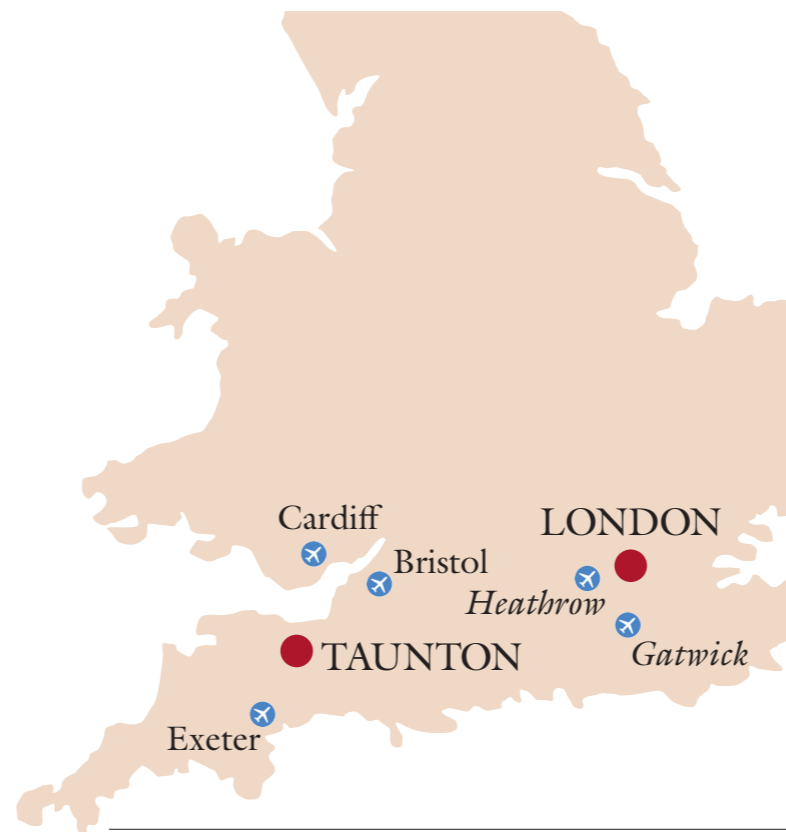 Cardiff
LONDON
Bristol
Heathrow
TAUNTON
Gatwick
Exeter